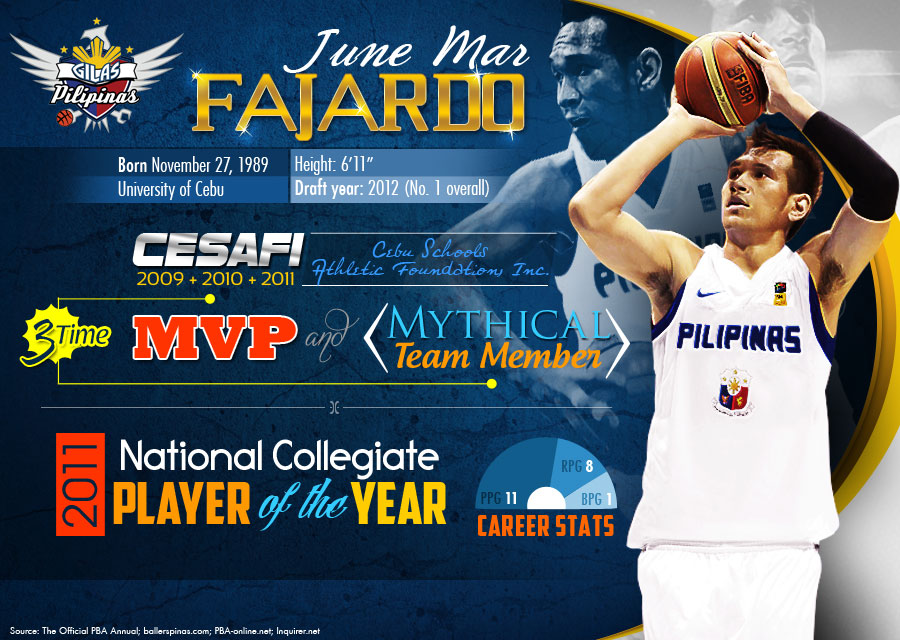 GILAS
Pilipinas
June Mar
FAJARDO
Born November 27, 1989
University of Cebu
Height: 6'11"
Draft year: 2012 (No. 1 overall)
CESAFI
2009 + 2010 + 2011
Cebu Schools
Athletic Foundation, Inc.
3 Time
MVP and
MYTHICAL
Team Member
2011
National Collegiate
PLAYER of the YEAR
PPG 11
RPG 8
BPG 1
CAREER STATS
FIBA
PILIPINAS
Source: The Official PBA Annual; ballerspinas.com; PBA-online.net; Inquirer.net